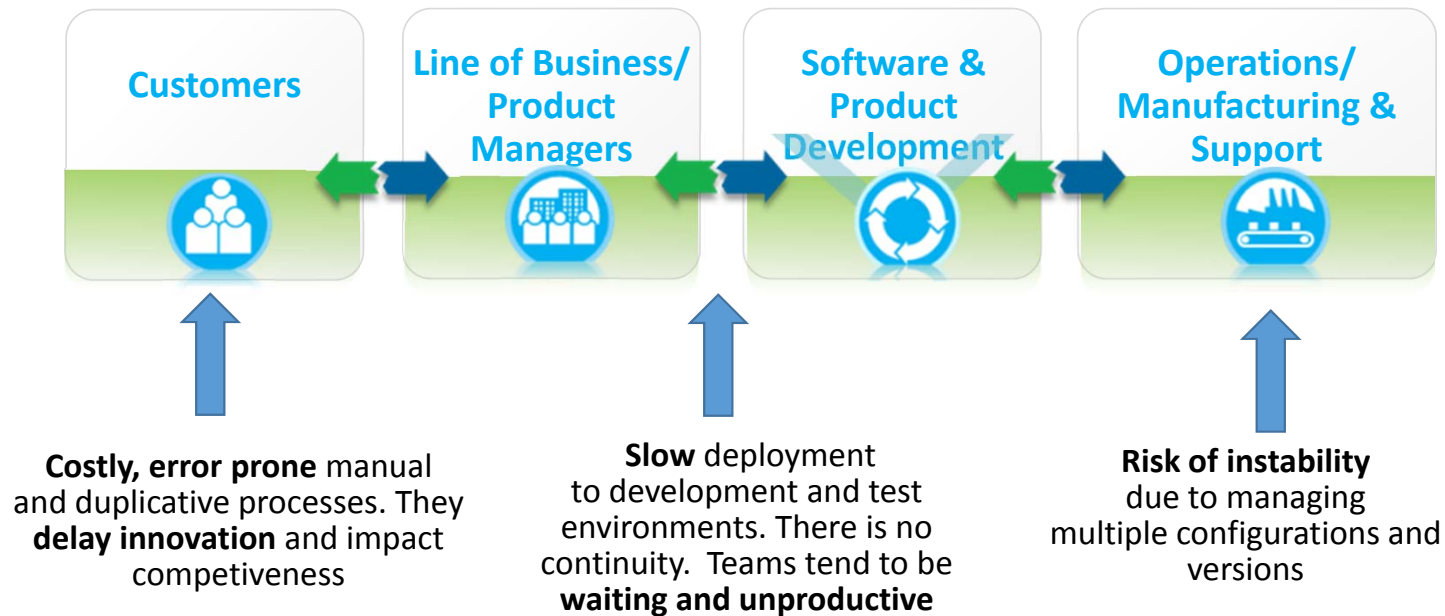 Customers
Line of Business/
Product
Managers
Software &
Product
Development
Operations/
Manufacturing &
Support
Costly, error prone manual
and duplicative processes. They
delay innovation and impact
competiveness
Slow deployment
to development and test
environments. There is no
continuity.  Teams tend to be
waiting and unproductive
Risk of instability
due to managing
multiple configurations and
versions